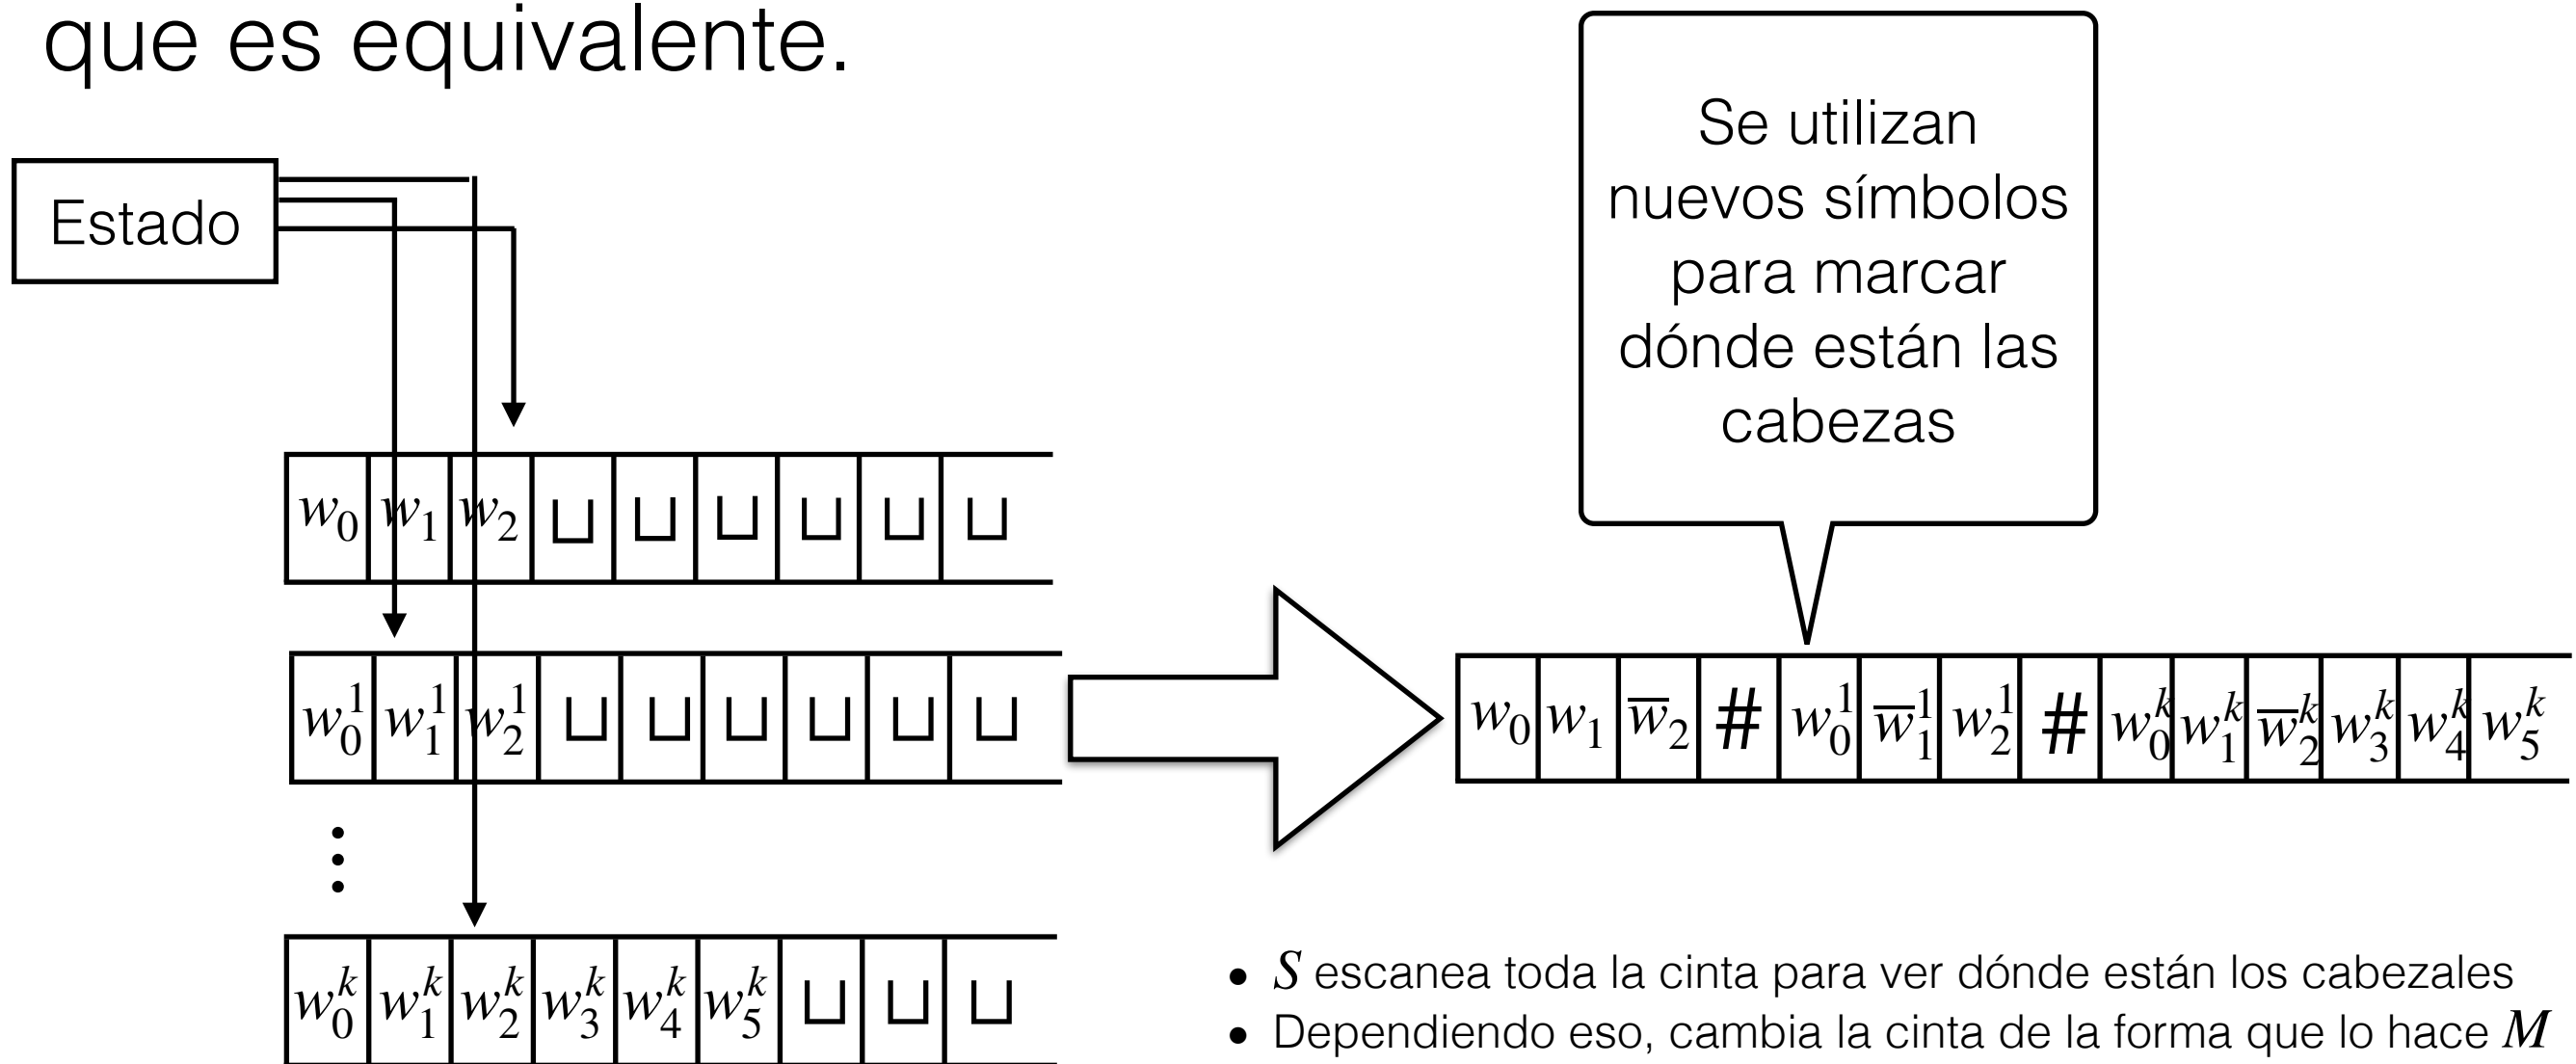 que es equivalente.
Estado
Se utilizan
nuevos símbolos
para marcar
dónde están las
cabezas
w₀ w₁ w₂ ⊔ ⊔ ⊔ ⊔ ⊔ ⊔
w₀¹ w₁¹ w₂¹ ⊔ ⊔ ⊔ ⊔ ⊔ ⊔
⋮
w₀ᵏ w₁ᵏ w₂ᵏ w₃ᵏ w₄ᵏ w₅ᵏ ⊔ ⊔ ⊔
w₀ w₁ w̅₂ # w₀¹ w̅₁¹ w₂¹ # w₀ᵏ w₁ᵏ w̅₂ᵏ w₃ᵏ w₄ᵏ w₅ᵏ
• S escanea toda la cinta para ver dónde están los cabezales
• Dependiendo eso, cambia la cinta de la forma que lo hace M